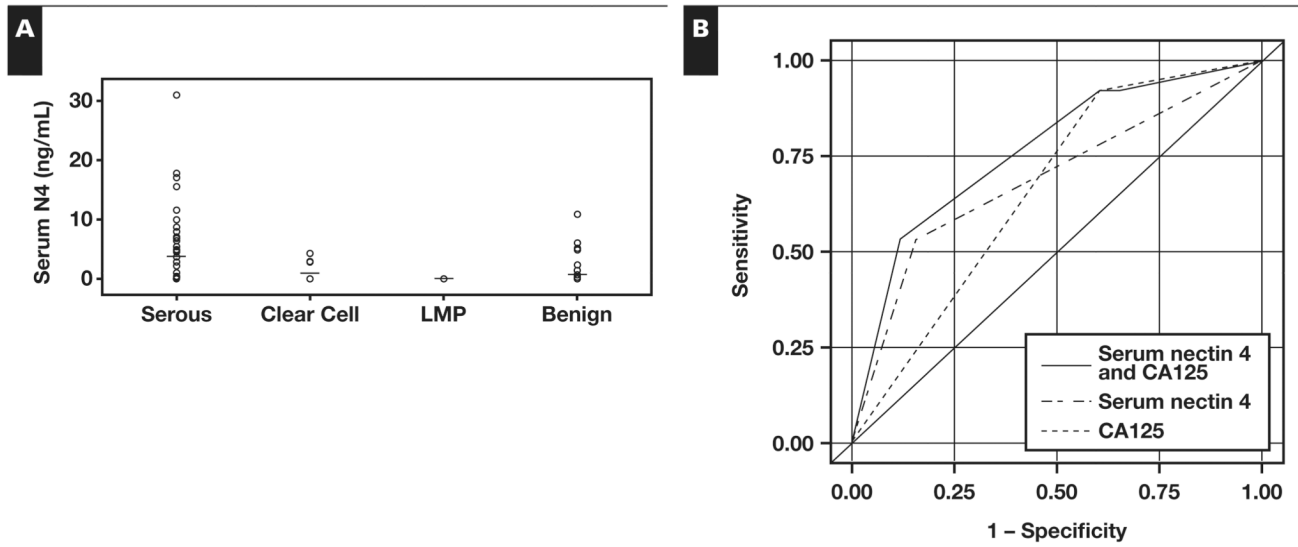 A
Serum N4 (ng/mL)
30
20
10
0
Serous
Clear Cell
LMP
Benign
B
Sensitivity
1.00
0.75
0.50
0.25
0.00
Serum nectin 4
and CA125
Serum nectin 4
CA125
0.00
0.25
0.50
0.75
1.00
1 – Specificity